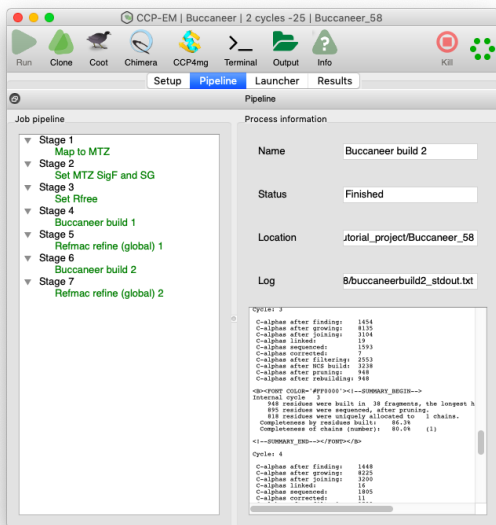 CCP-EM | Buccaneer | 2 cycles -25 | Buccaneer_58
Run Clone Coot Chimera CCP4mg Terminal Output Info Kill
Setup Pipeline Launcher Results
Pipeline
Job pipeline
Stage 1
Map to MTZ
Stage 2
Set MTZ SigF and SG
Stage 3
Set Rfree
Stage 4
Buccaneer build 1
Stage 5
Refmac refine (global) 1
Stage 6
Buccaneer build 2
Stage 7
Refmac refine (global) 2
Process information
Name Buccaneer build 2
Status Finished
Location utorial_project/Buccaneer_58
Log 8/buccaneerbuild2_stdout.txt
Cycle: 3
C-alphas after finding: 1454
C-alphas after growing: 8135
C-alphas after joining: 3104
C-alphas linked: 19
C-alphas sequenced: 1593
C-alphas corrected: 7
C-alphas after filtering: 2553
C-alphas after NCS build: 3238
C-alphas after pruning: 948
C-alphas after rebuilding: 948
<B><FONT COLOR='#FF0000'><!--SUMMARY_BEGIN-->
Internal cycle 3
948 residues were built in 38 fragments, the longest h
895 residues were sequenced, after pruning.
818 residues were uniquely allocated to 1 chains.
Completeness by residues built: 86.3%
Completeness of chains (number): 80.0% (1)
<!--SUMMARY_END--></FONT></B>
Cycle: 4
C-alphas after finding: 1448
C-alphas after growing: 8225
C-alphas after joining: 3200
C-alphas linked: 16
C-alphas sequenced: 1805
C-alphas corrected: 11